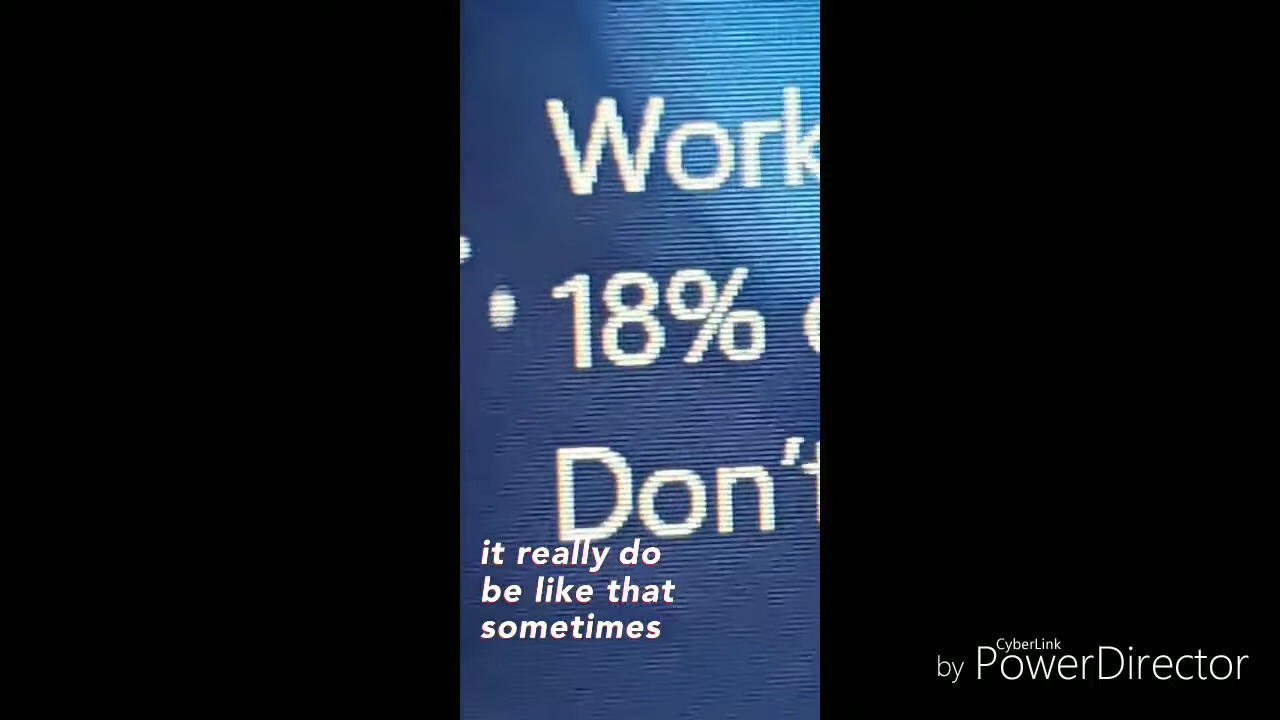 Work
18%
Don't
it really do
be like that
sometimes
CyberLink
by PowerDirector